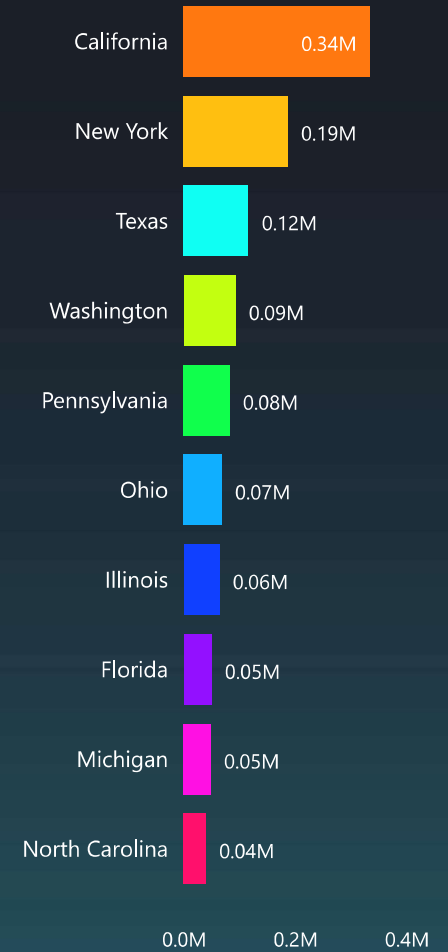 California 0.34M
New York 0.19M
Texas 0.12M
Washington 0.09M
Pennsylvania 0.08M
Ohio 0.07M
Illinois 0.06M
Florida 0.05M
Michigan 0.05M
North Carolina 0.04M
0.0M 0.2M 0.4M